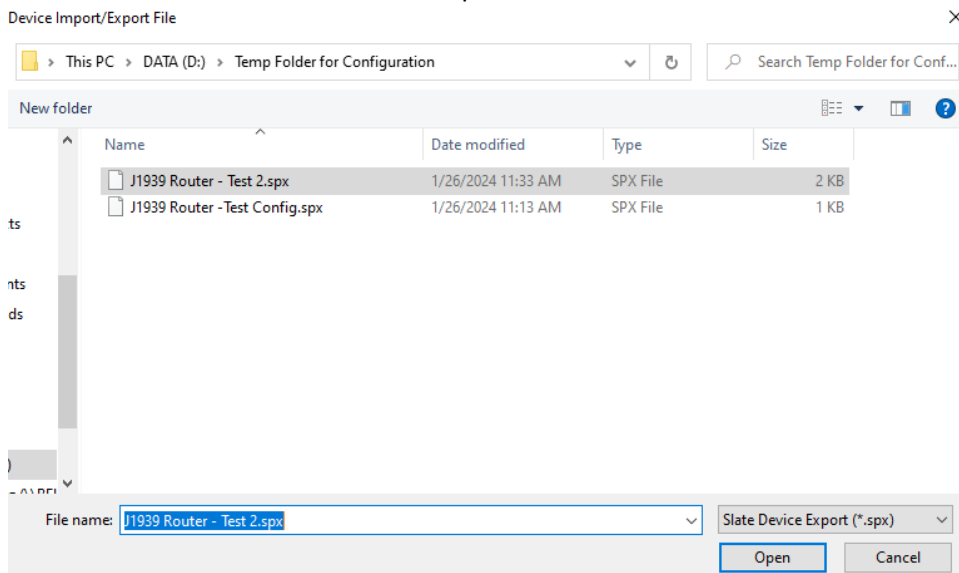 Device Import/Export File
This PC > DATA (D:) > Temp Folder for Configuration
Search Temp Folder for Conf...
New folder
Name Date modified Type Size
J1939 Router - Test 2.spx 1/26/2024 11:33 AM SPX File 2 KB
J1939 Router -Test Config.spx 1/26/2024 11:13 AM SPX File 1 KB
ts
nts
ds
File name: J1939 Router - Test 2.spx Slate Device Export (*.spx)
Open Cancel